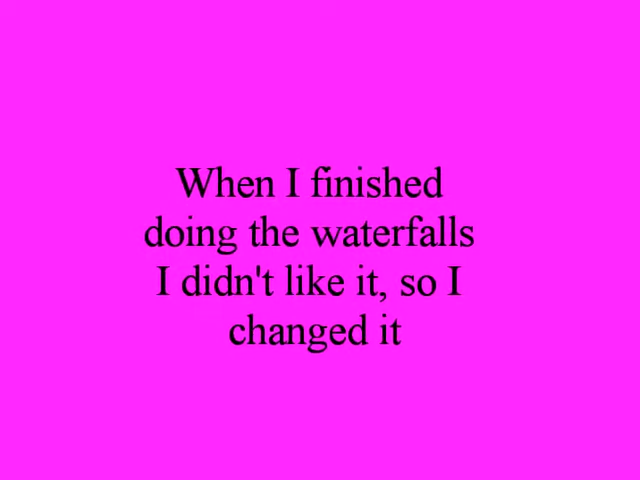 When I finished
doing the waterfalls
I didn't like it, so I
changed it